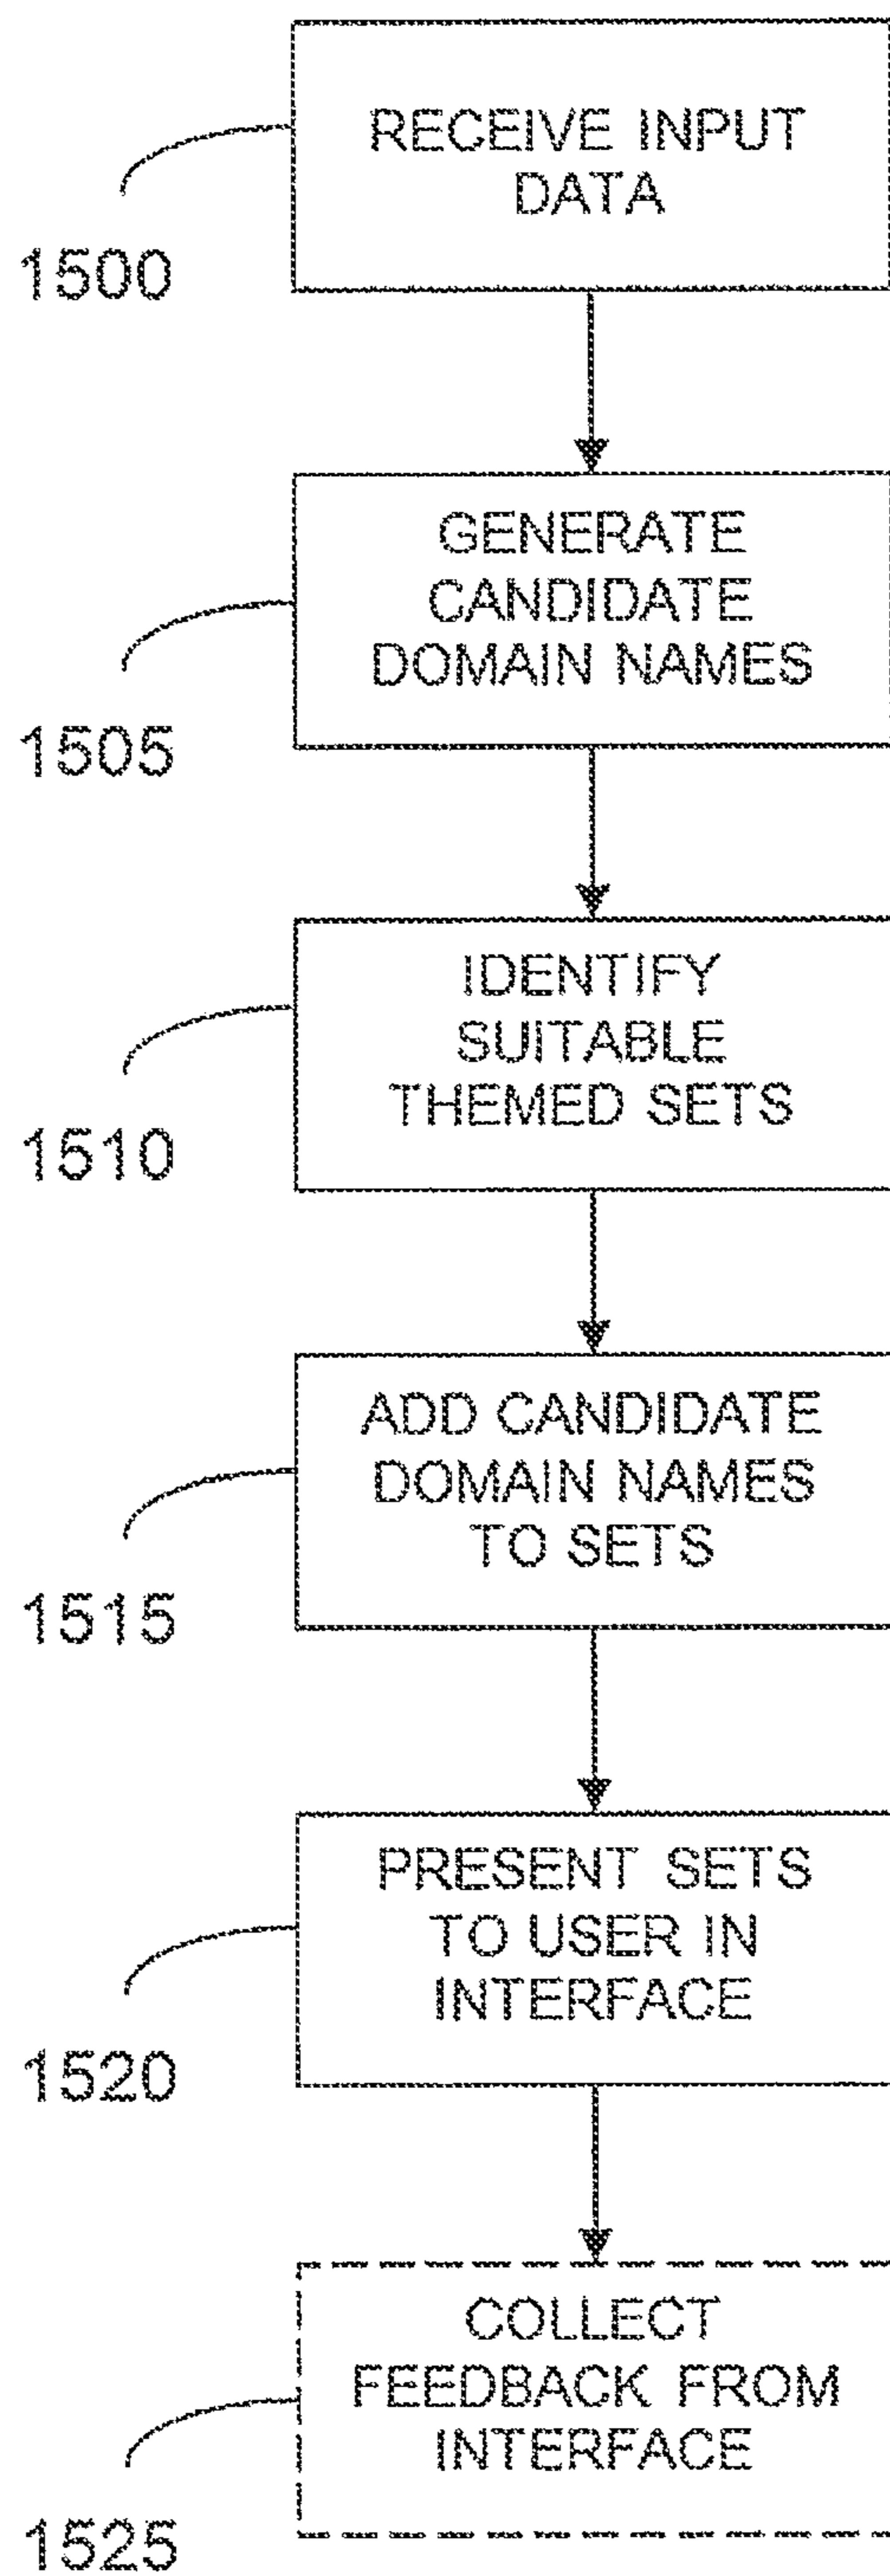 RECEIVE INPUT
DATA
1500
GENERATE
CANDIDATE
DOMAIN NAMES
1505
IDENTIFY
SUITABLE
THEMED SETS
1510
ADD CANDIDATE
DOMAIN NAMES
TO SETS
1515
PRESENT SETS
TO USER IN
INTERFACE
1520
COLLECT
FEEDBACK FROM
INTERFACE
1525